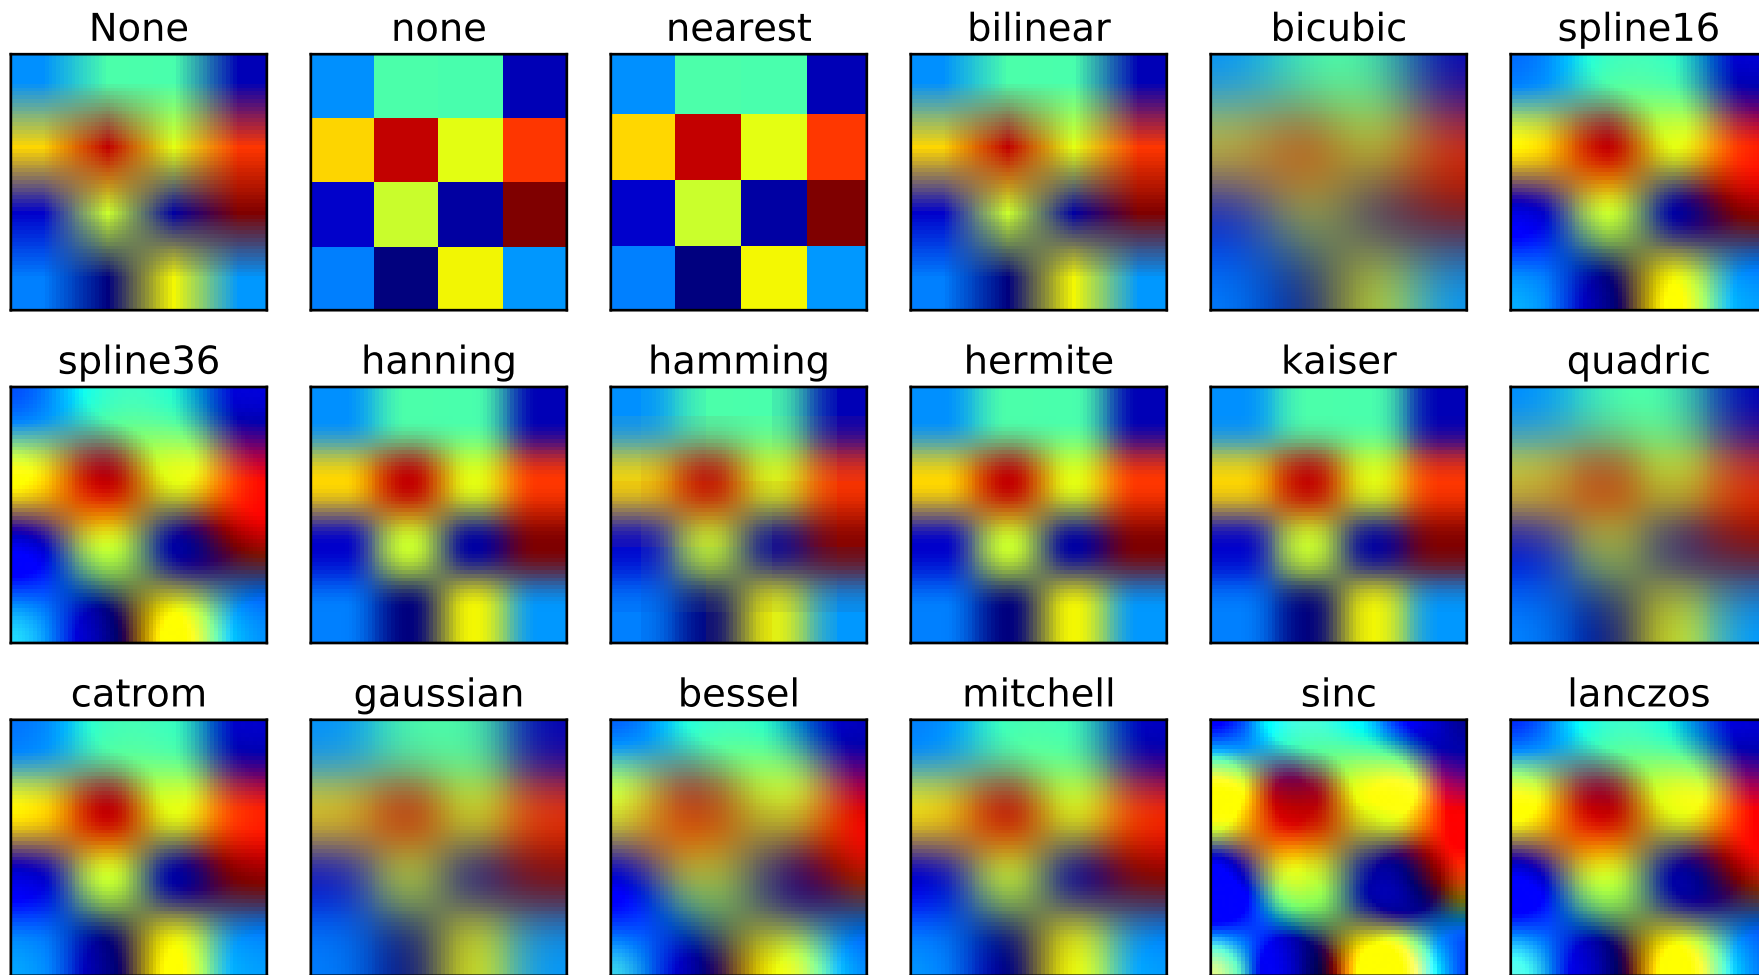 None none nearest bilinear bicubic spline16
spline36 hanning hamming hermite kaiser quadric
catrom gaussian bessel mitchell sinc lanczos